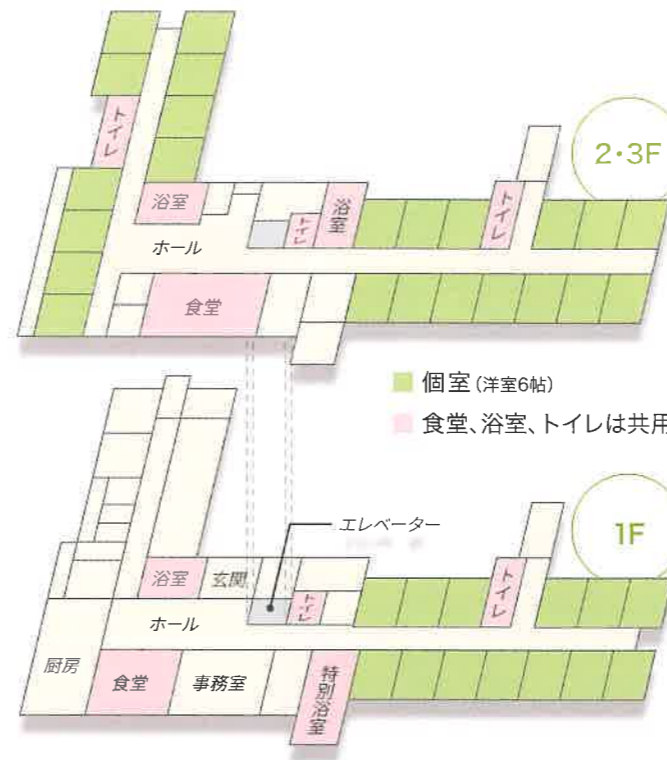 2・3F
トイレ
浴室
ホール
トイレ
浴室
トイレ
食堂
個室(洋室6帖)
食堂、浴室、トイレは共用
エレベーター
1F
浴室
玄関
トイレ
トイレ
ホール
厨房
食堂
事務室
特別浴室